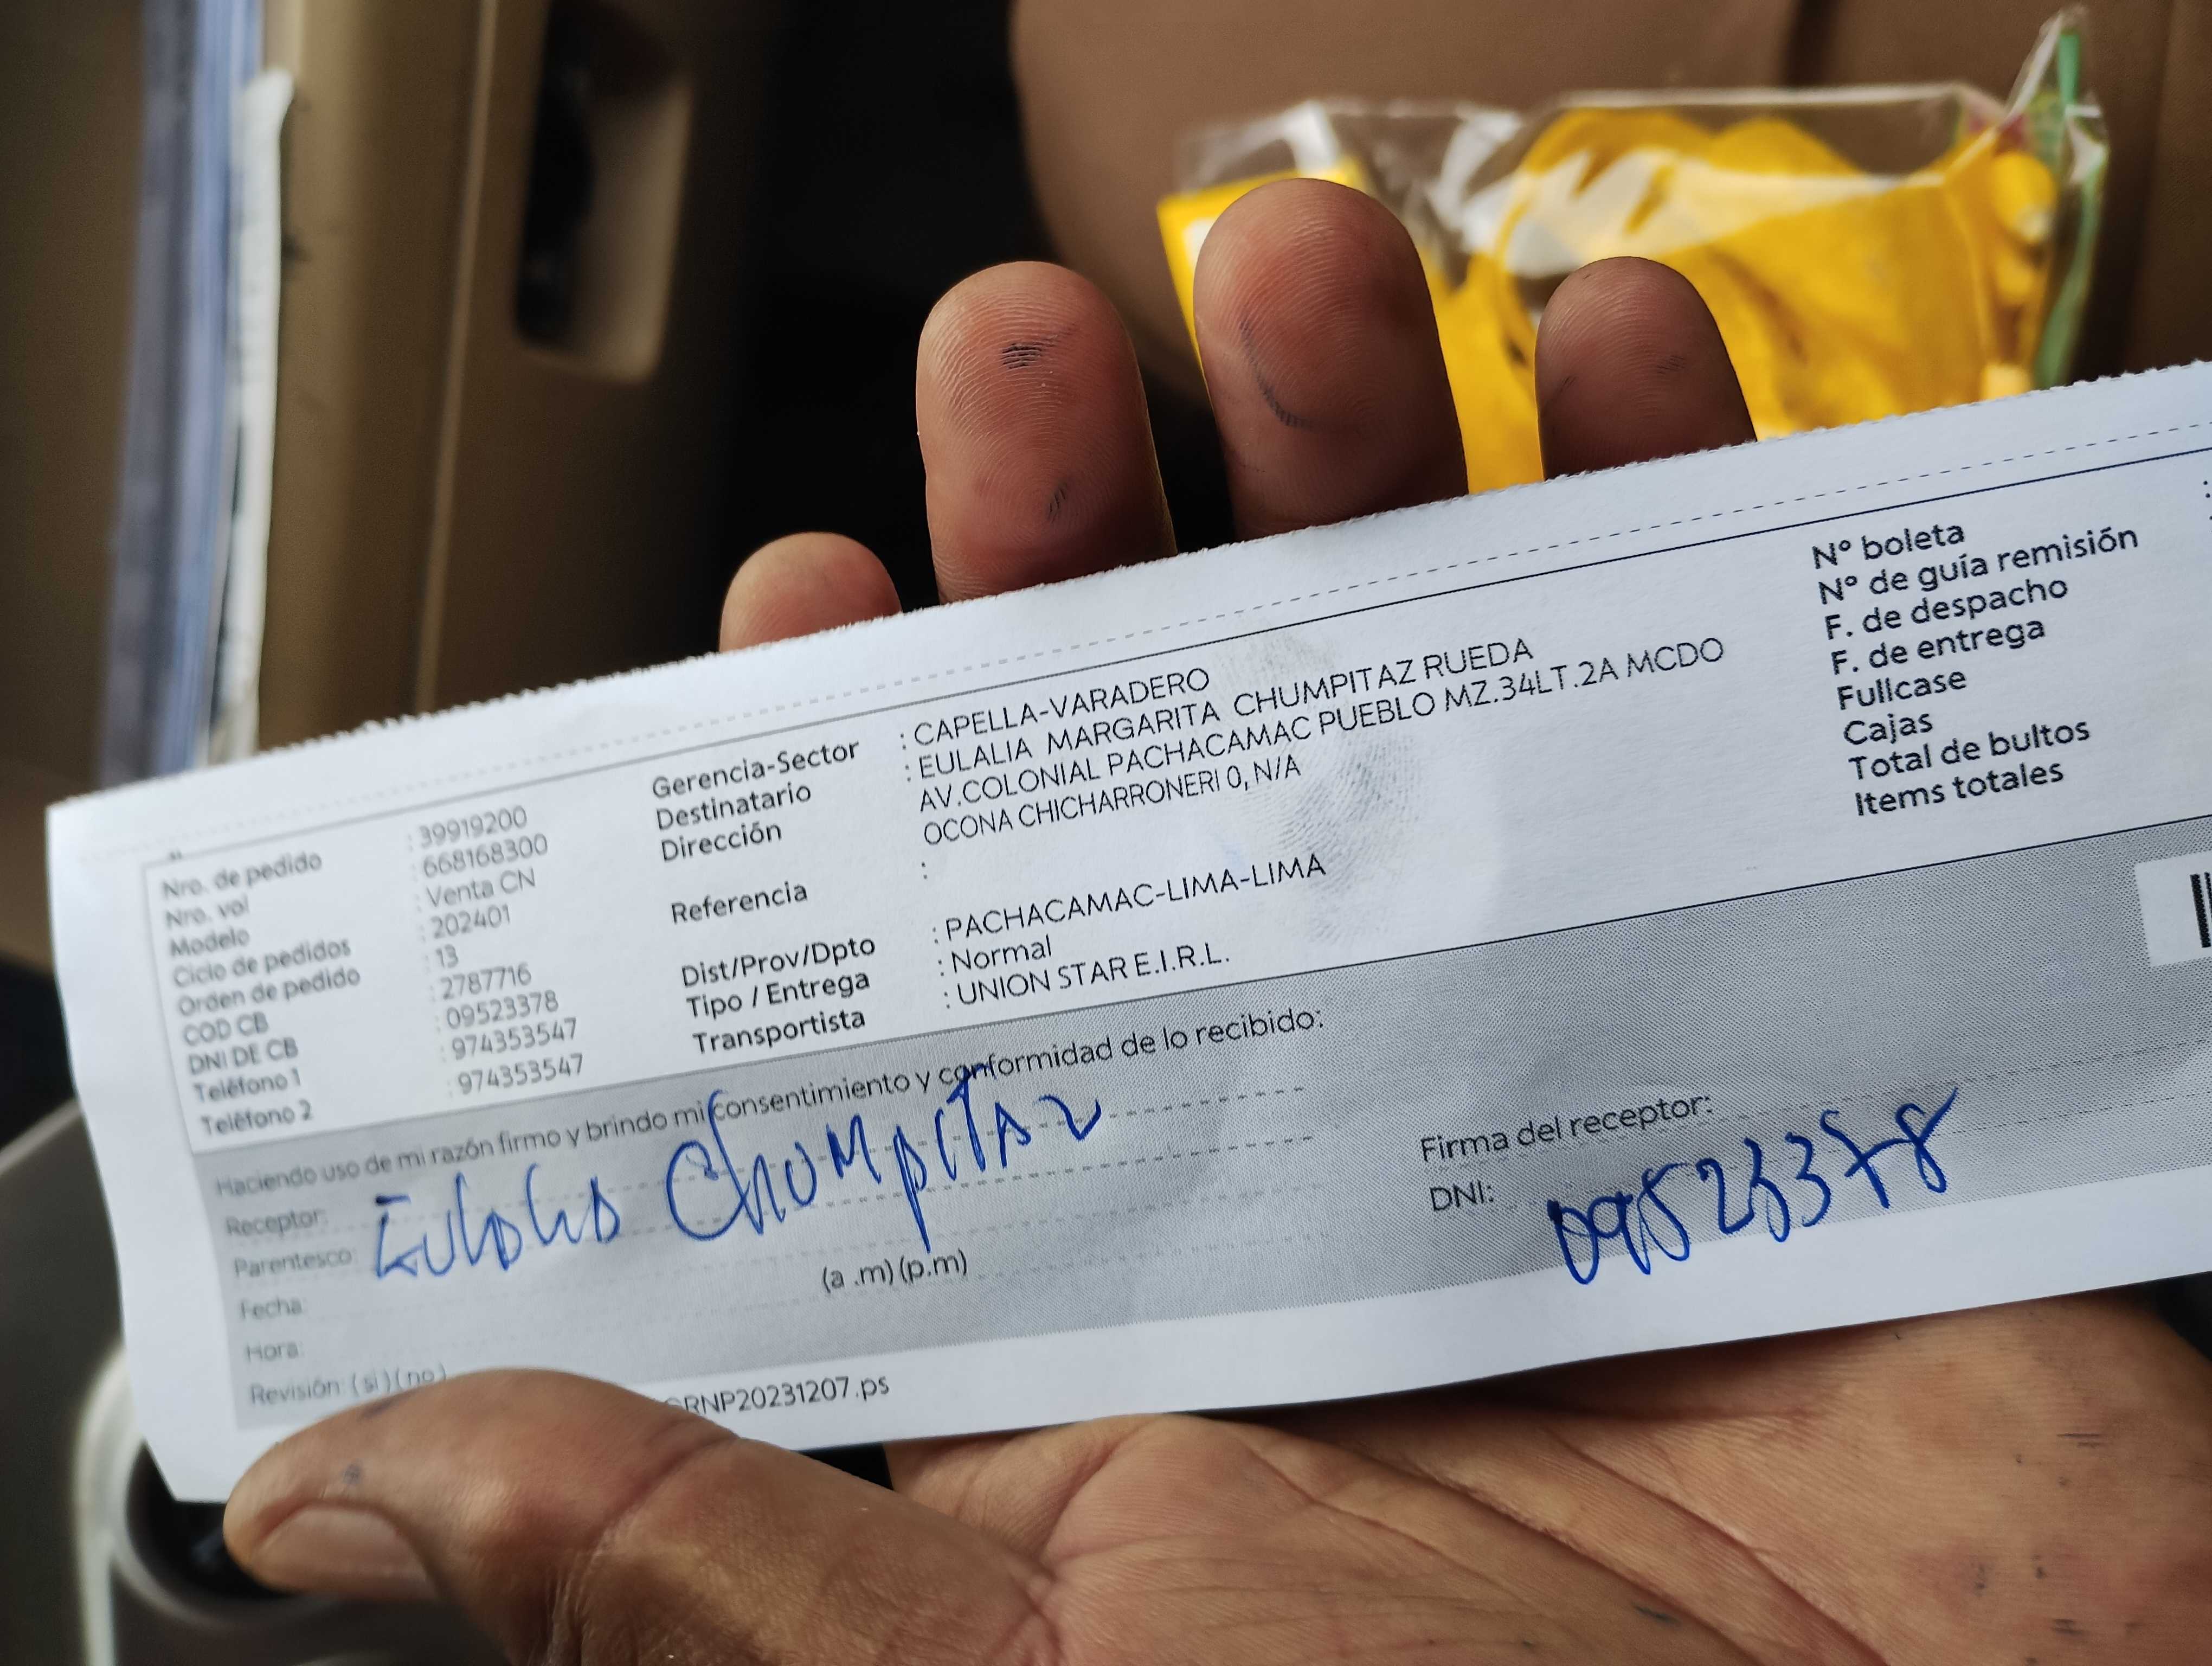 Nro. de pedido : 39919200
Nro. vol : 668168300
Modelo : Venta CN
Ciclo de pedidos : 202401
Orden de pedido : 13
COD CB : 2787716
DNI DE CB : 09523378
Teléfono 1 : 974353547
Teléfono 2 : 974353547
Gerencia-Sector : CAPELLA-VARADERO
Destinatario : EULALIA MARGARITA CHUMPITAZ RUEDA
Dirección AV.COLONIAL PACHACAMAC PUEBLO MZ.34LT.2A MCDO
OCONA CHICHARRONERI 0, N/A
Referencia :
Dist/Prov/Dpto : PACHACAMAC-LIMA-LIMA
Tipo / Entrega : Normal
Transportista : UNION STAR E.I.R.L.
N° boleta :
N° de guía remisión :
F. de despacho
F. de entrega
Fullcase
Cajas
Total de bultos
Items totales
Haciendo uso de mi razón firmo y brindo mi consentimiento y conformidad de lo recibido:
Receptor: Eulalia Chumpitaz
Parentesco:
Fecha:
Hora: (a .m) (p.m)
Revisión: (si) (no)
Firma del receptor:
DNI: 09523378
RNP20231207.ps